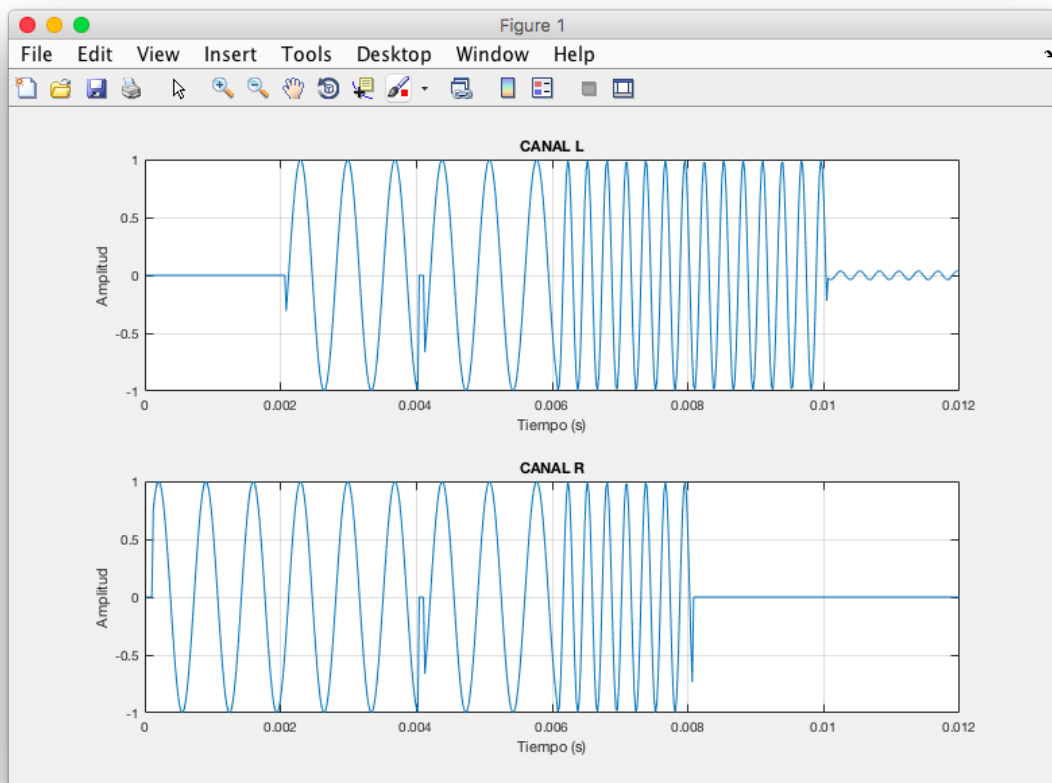 Figure 1
File Edit View Insert Tools Desktop Window Help
CANAL L
Amplitud
1
0.5
0
-0.5
-1
0 0.002 0.004 0.006 0.008 0.01 0.012
Tiempo (s)
CANAL R
Amplitud
1
0.5
0
-0.5
-1
0 0.002 0.004 0.006 0.008 0.01 0.012
Tiempo (s)